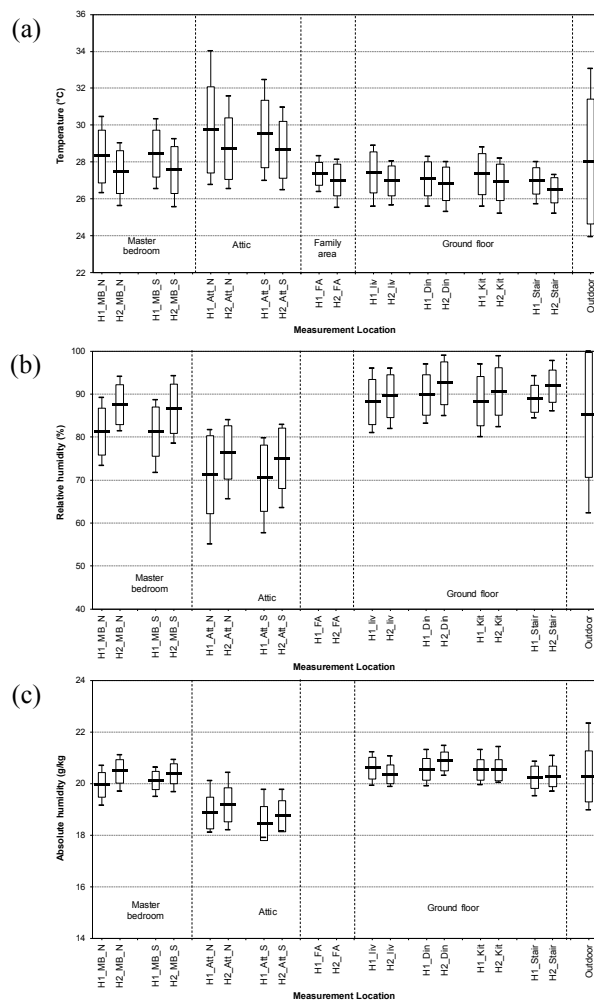 (a)
36
34
32
30
28
26
24
22
Temperature (°C)
Master
bedroom
Attic
Family
area
Ground floor
H1_MB_N
H2_MB_N
H1_MB_S
H2_MB_S
H1_Att_N
H2_Att_N
H1_Att_S
H2_Att_S
H1_FA
H2_FA
H1_liv
H2_liv
H1_Din
H2_Din
H1_Kit
H2_Kit
H1_Stair
H2_Stair
Outdoor
Measurement Location
(b)
100
90
80
70
60
50
40
Relative humidity (%)
Master
bedroom
Attic
Ground floor
H1_MB_N
H2_MB_N
H1_MB_S
H2_MB_S
H1_Att_N
H2_Att_N
H1_Att_S
H2_Att_S
H1_FA
H2_FA
H1_liv
H2_liv
H1_Din
H2_Din
H1_Kit
H2_Kit
H1_Stair
H2_Stair
Outdoor
Measurement Location
(c)
24
22
20
18
16
14
Absolute humidity (g/kg
Master
bedroom
Attic
Ground floor
H1_MB_N
H2_MB_N
H1_MB_S
H2_MB_S
H1_Att_N
H2_Att_N
H1_Att_S
H2_Att_S
H1_FA
H2_FA
H1_liv
H2_liv
H1_Din
H2_Din
H1_Kit
H2_Kit
H1_Stair
H2_Stair
Outdoor
Measurement Location